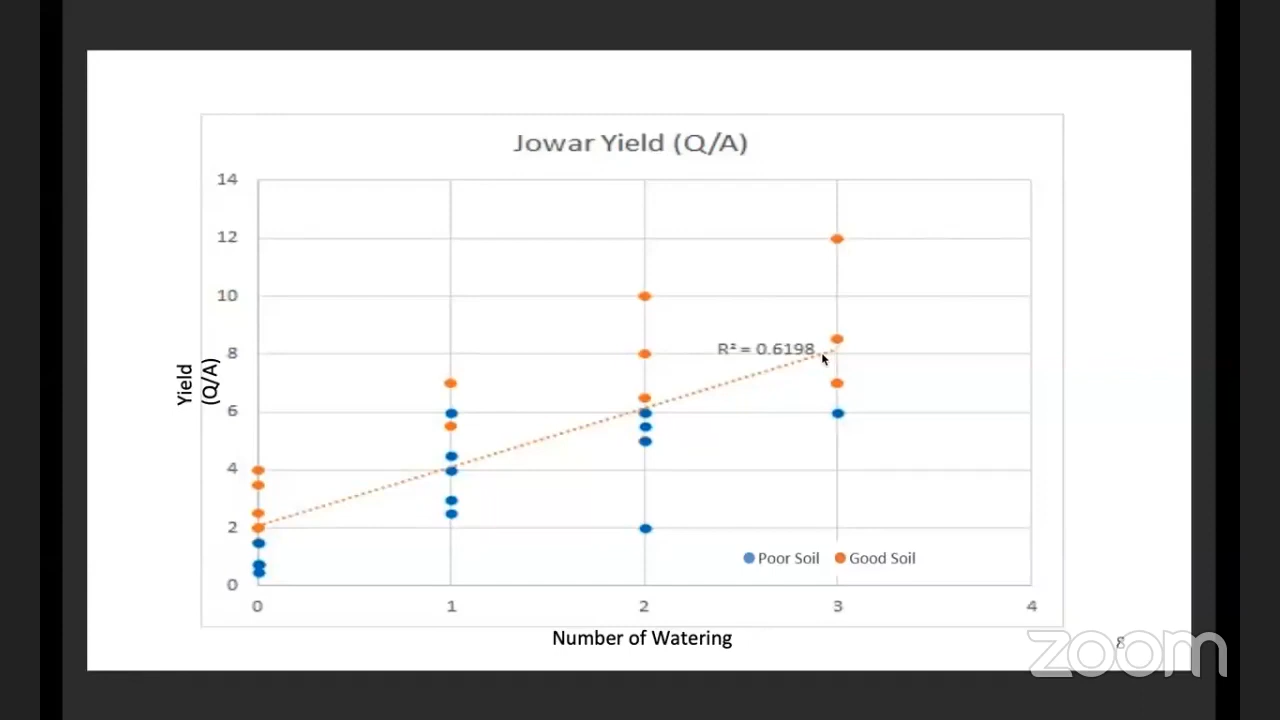 Jowar Yield (Q/A)
14
12
10
8
6
4
2
0
Yield
(Q/A)
R² = 0.6198
Poor Soil
Good Soil
0 1 2 3 4
Number of Watering
8
zoom